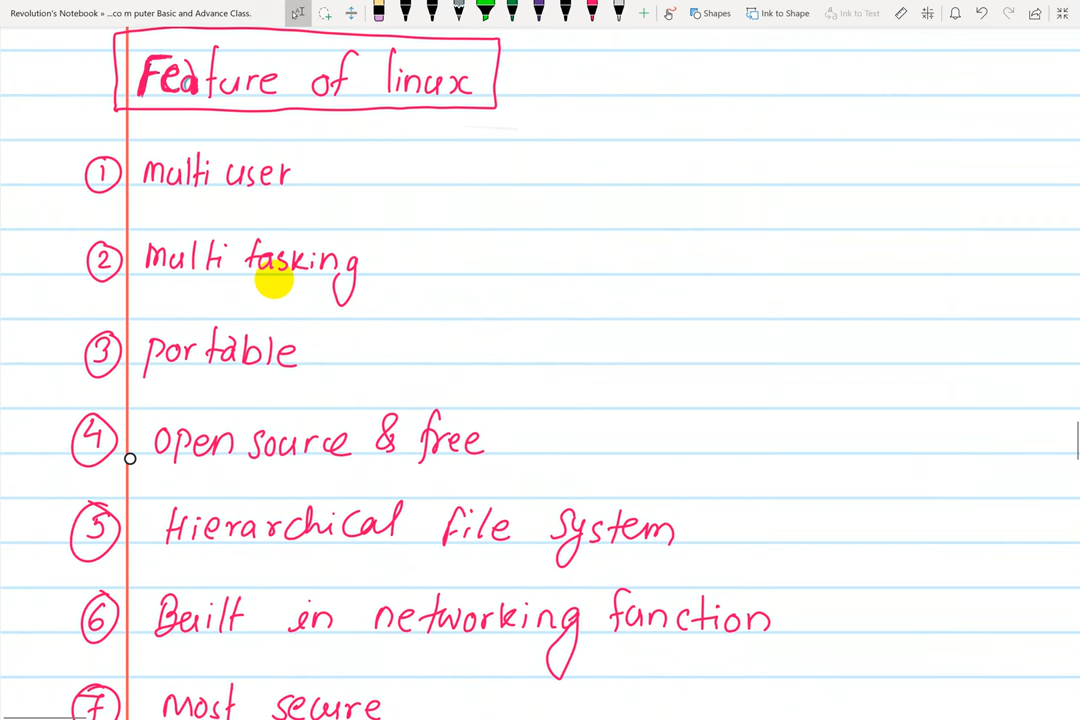 Revolution's Notebook » ...co m puter Basic and Advance Class.
Shapes
Ink to Shape
Ink to Text
Feature of linux
1 multi user
2 multi tasking
3 portable
4 open source & free
5 Hierarchical file system
6 Built in networking function
7 most secure